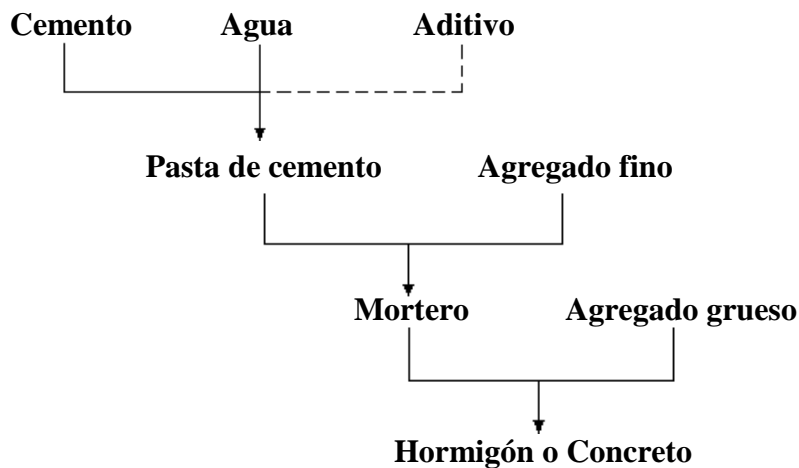 Cemento Agua Aditivo
Pasta de cemento Agregado fino
Mortero Agregado grueso
Hormigón o Concreto